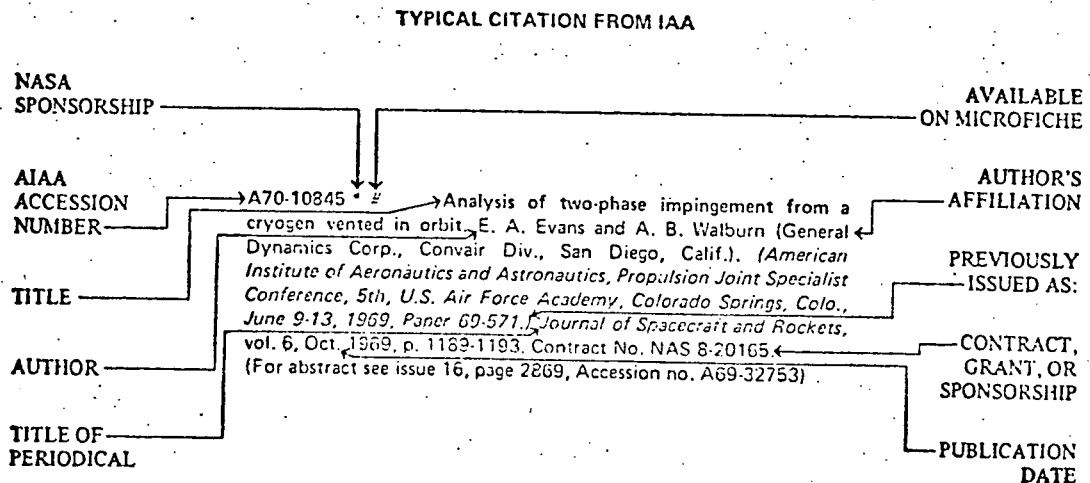 TYPICAL CITATION FROM IAA
NASA
SPONSORSHIP
AVAILABLE
ON MICROFICHE
AIAA
ACCESSION
NUMBER
AUTHOR'S
AFFILIATION
A70-10845 * # Analysis of two-phase impingement from a
cryogen vented in orbit. E. A. Evans and A. B. Walburn (General
Dynamics Corp., Convair Div., San Diego, Calif.). (American
Institute of Aeronautics and Astronautics, Propulsion Joint Specialist
Conference, 5th, U.S. Air Force Academy, Colorado Springs, Colo.,
June 9-13, 1969, Paper 69-571.) Journal of Spacecraft and Rockets,
vol. 6, Oct. 1969, p. 1189-1193. Contract No. NAS 8-20165.
(For abstract see issue 16, page 2869, Accession no. A69-32753)
PREVIOUSLY
ISSUED AS:
TITLE
AUTHOR
CONTRACT,
GRANT, OR
SPONSORSHIP
TITLE OF
PERIODICAL
PUBLICATION
DATE